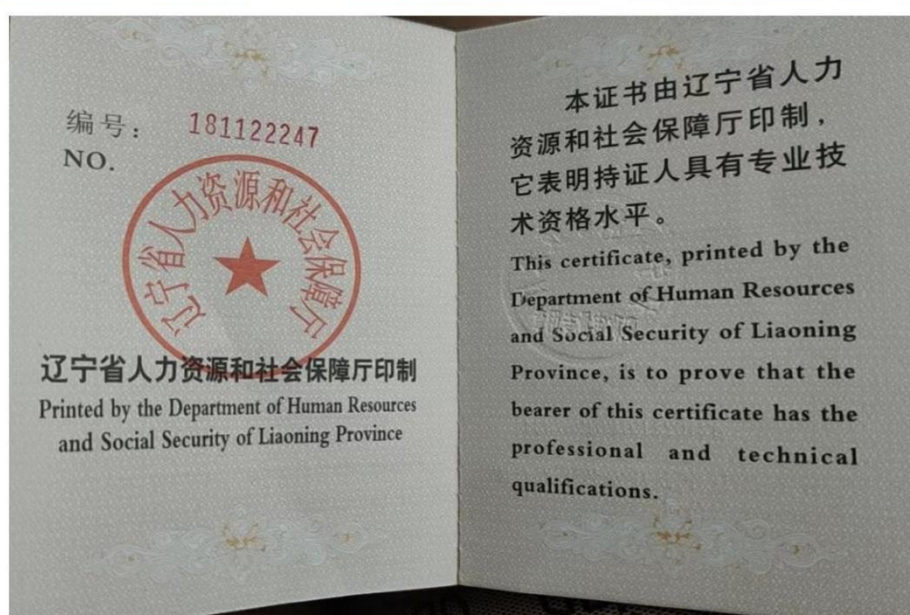 编号： 181122247
NO.
辽宁省人力资源和社会保障厅
辽宁省人力资源和社会保障厅印制
Printed by the Department of Human Resources
and Social Security of Liaoning Province
本证书由辽宁省人力
资源和社会保障厅印制，
它表明持证人具有专业技
术资格水平。
This certificate, printed by the
Department of Human Resources
and Social Security of Liaoning
Province, is to prove that the
bearer of this certificate has the
professional and technical
qualifications.